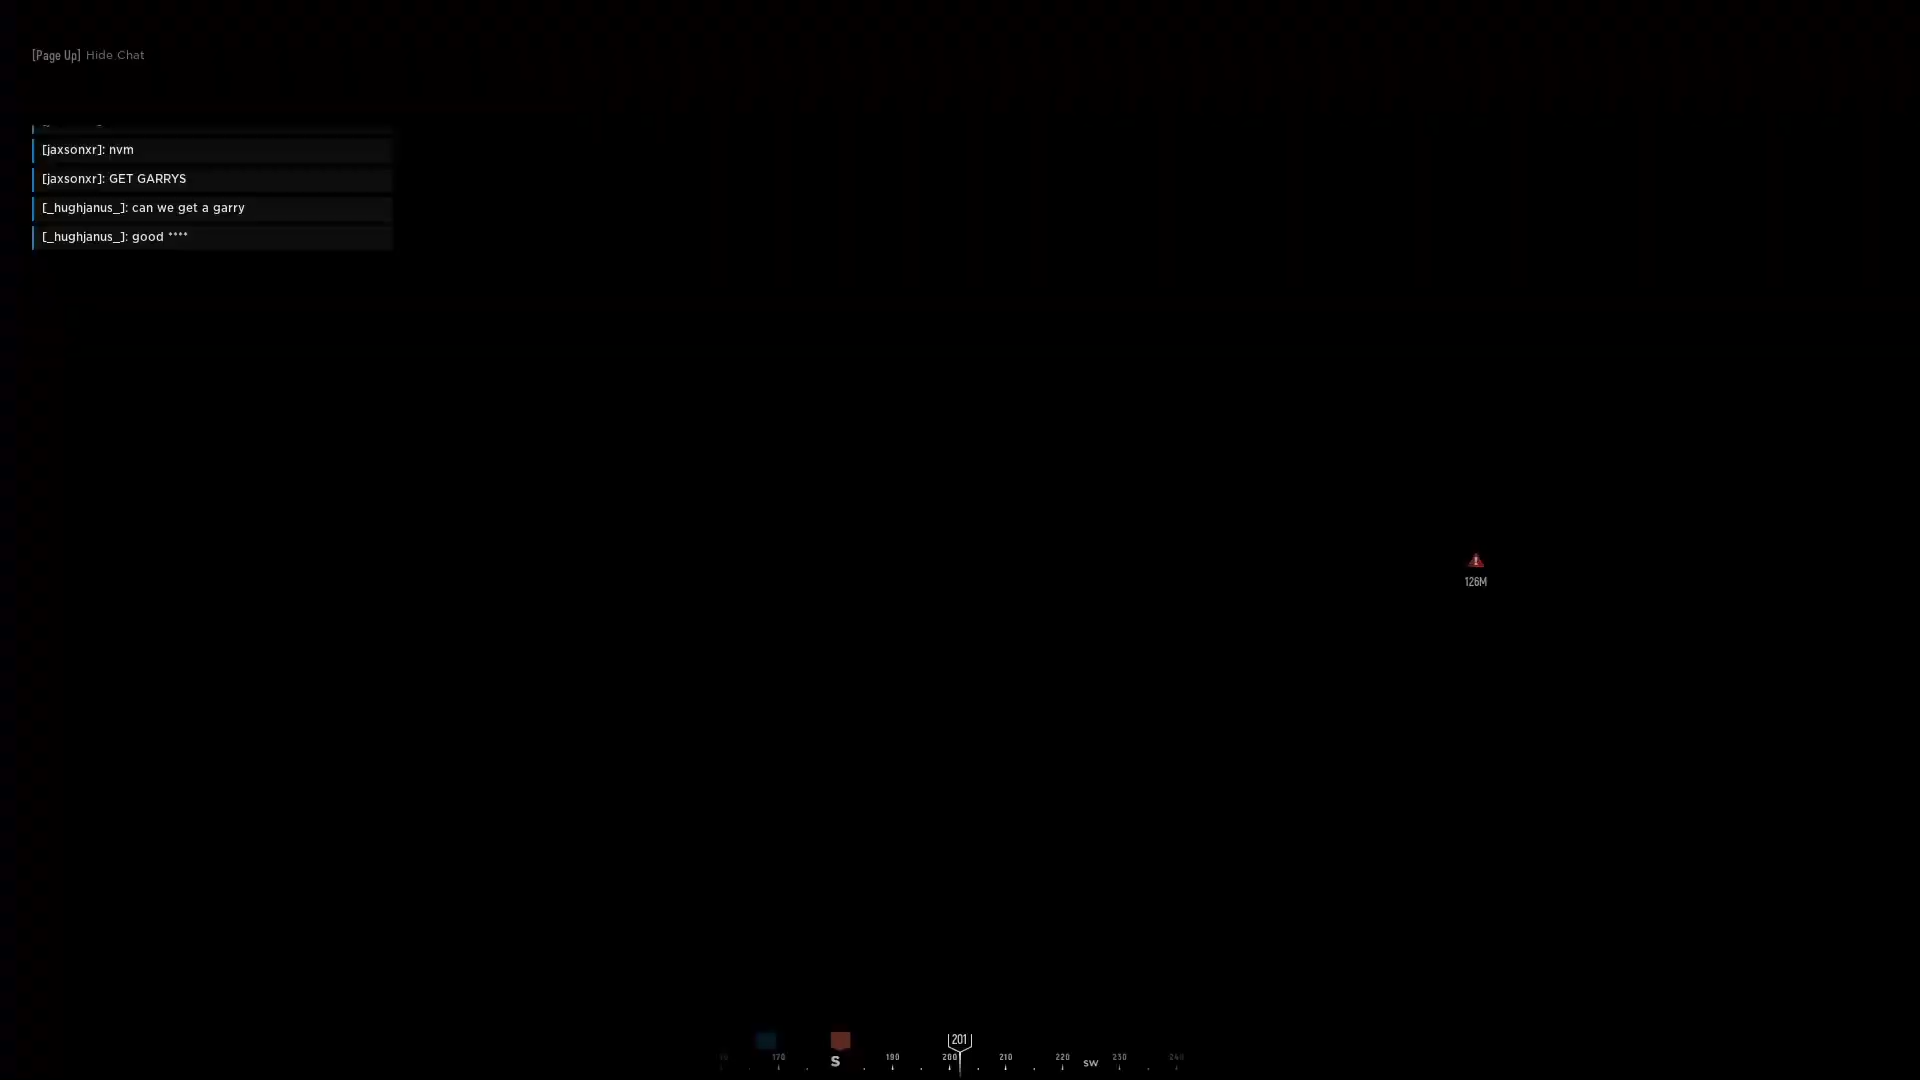 [Page Up] Hide Chat
[jaxsonxr]: nvm
[jaxsonxr]: GET GARRYS
[_hughjanus_]: can we get a garry
[_hughjanus_]: good ****
126M
201
170 S 190 200 210 220 SW 230 240